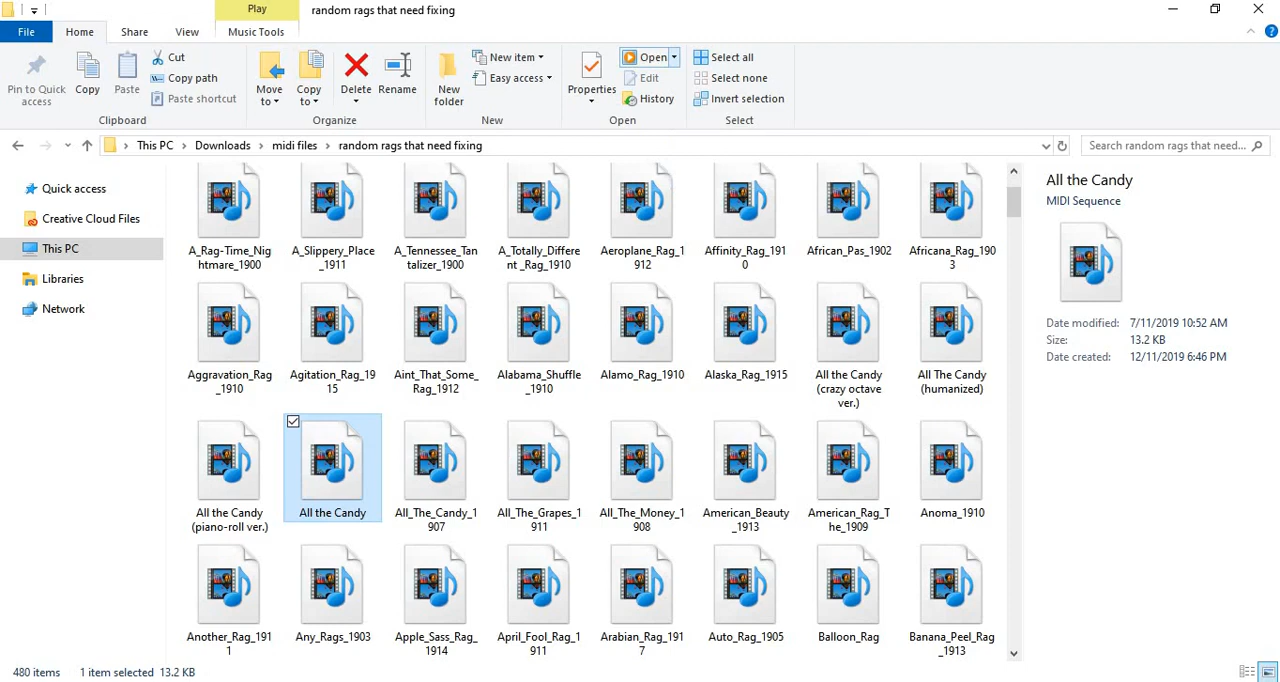 Play
random rags that need fixing
File
Home
Share
View
Music Tools
Pin to Quick
access
Copy
Paste
Cut
Copy path
Paste shortcut
Clipboard
Move
to
Copy
to
Delete
Rename
Organize
New
folder
New item
Easy access
New
Properties
Open
Edit
History
Open
Select all
Select none
Invert selection
Select
This PC
Downloads
midi files
random rags that need fixing
Search random rags that need...
Quick access
Creative Cloud Files
This PC
Libraries
Network
A_Rag-Time_Nig
htmare_1900
A_Slippery_Place
_1911
A_Tennessee_Tan
talizer_1900
A_Totally_Differe
nt _Rag_1910
Aeroplane_Rag_1
912
Affinity_Rag_191
0
African_Pas_1902
Africana_Rag_190
3
Aggravation_Rag
_1910
Agitation_Rag_19
15
Aint_That_Some_
Rag_1912
Alabama_Shuffle
_1910
Alamo_Rag_1910
Alaska_Rag_1915
All the Candy
(crazy octave
ver.)
All The Candy
(humanized)
All the Candy
(piano-roll ver.)
All the Candy
All_The_Candy_1
907
All_The_Grapes_1
911
All_The_Money_1
908
American_Beauty
_1913
American_Rag_T
he_1909
Anoma_1910
Another_Rag_191
1
Any_Rags_1903
Apple_Sass_Rag_
1914
April_Fool_Rag_1
911
Arabian_Rag_191
7
Auto_Rag_1905
Balloon_Rag
Banana_Peel_Rag
_1913
All the Candy
MIDI Sequence
Date modified: 7/11/2019 10:52 AM
Size: 13.2 KB
Date created: 12/11/2019 6:46 PM
480 items
1 item selected 13.2 KB